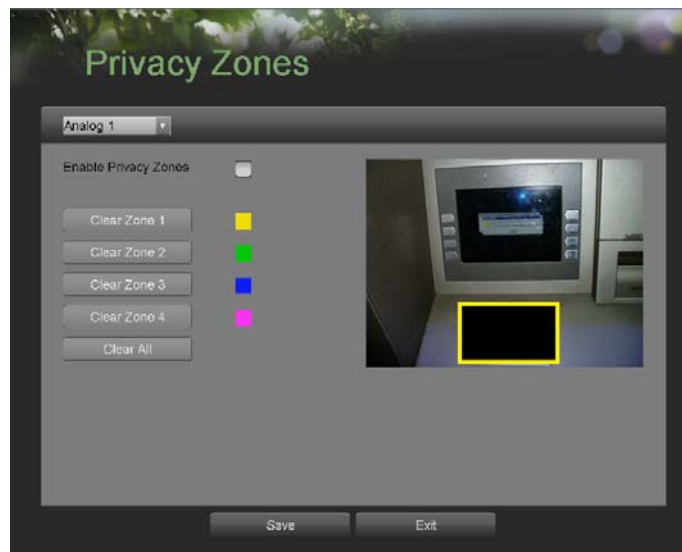 Privacy Zones
Analog 1
Enable Privacy Zones
Clear Zone 1
Clear Zone 2
Clear Zone 3
Clear Zone 4
Clear All
Save
Exit